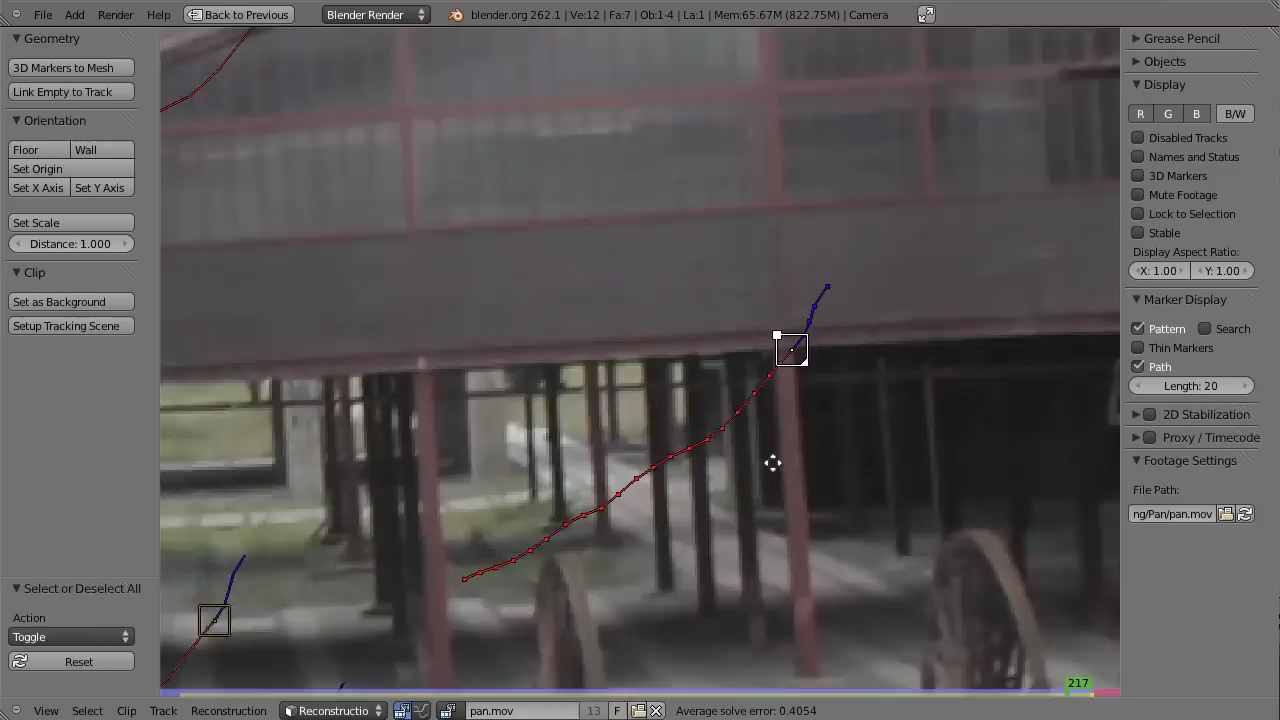 File Add Render Help Back to Previous Blender Render blender.org 262.1 | Ve:12 | Fa:7 | Ob:1-4 | La:1 | Mem:65.67M (822.75M) | Camera
Geometry
3D Markers to Mesh
Link Empty to Track
Orientation
Floor Wall
Set Origin
Set X Axis Set Y Axis
Set Scale
Distance: 1.000
Clip
Set as Background
Setup Tracking Scene
Select or Deselect All
Action
Toggle
Reset
Grease Pencil
Objects
Display
R G B B/W
Disabled Tracks
Names and Status
3D Markers
Mute Footage
Lock to Selection
Stable
Display Aspect Ratio:
X: 1.00 Y: 1.00
Marker Display
Pattern Search
Thin Markers
Path
Length: 20
2D Stabilization
Proxy / Timecode
Footage Settings
File Path:
ng/Pan/pan.mov
217
View Select Clip Track Reconstruction Reconstructio pan.mov 13 F Average solve error: 0.4054